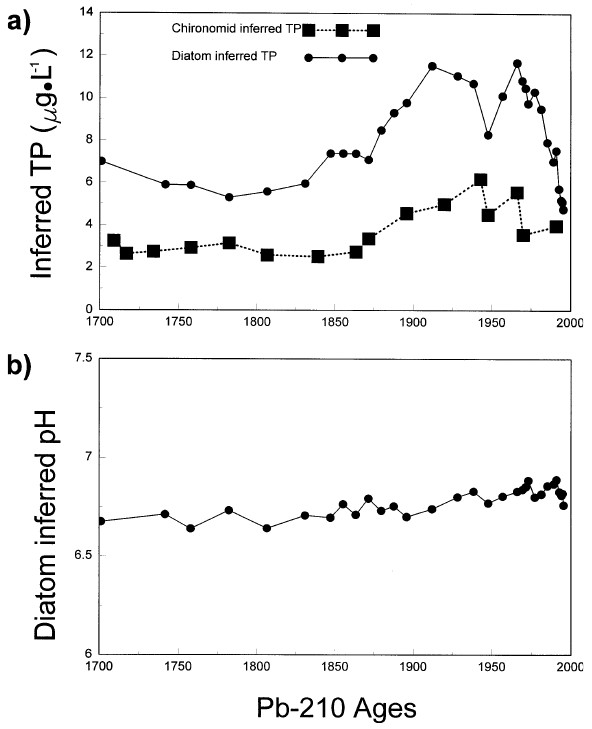 a)
Inferred TP (μg•L⁻¹)
Chironomid inferred TP
Diatom inferred TP
14
12
10
8
6
4
2
0
1700 1750 1800 1850 1900 1950 2000
b)
Diatom inferred pH
7.5
7
6.5
6
1700 1750 1800 1850 1900 1950 2000
Pb-210 Ages